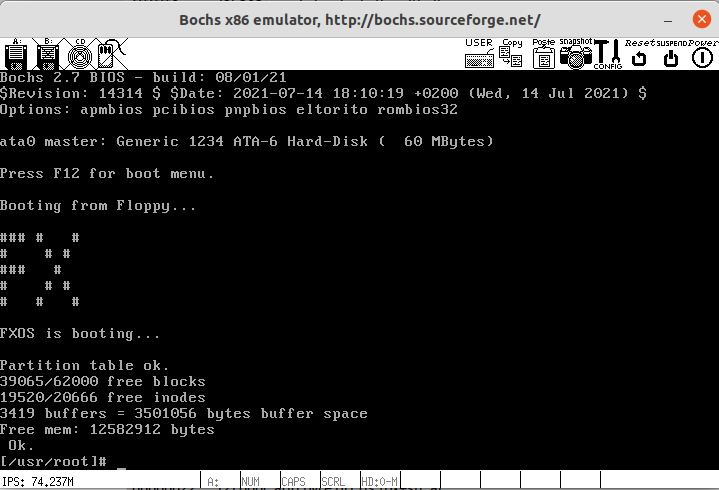 Bochs x86 emulator, http://bochs.sourceforge.net/
A: B: CD USER Copy Paste snapshot CONFIG Reset SUSPEND Power
Bochs 2.7 BIOS - build: 08/01/21
$Revision: 14314 $ $Date: 2021-07-14 18:10:19 +0200 (Wed, 14 Jul 2021) $
Options: apmbios pcibios pnpbios eltorito rombios32
ata0 master: Generic 1234 ATA-6 Hard-Disk (  60 MBytes)
Press F12 for boot menu.
Booting from Floppy...
### #   #
#     # #
###    #
#     # #
#   #   #
FXOS is booting...
Partition table ok.
39065/62000 free blocks
19520/20666 free inodes
3419 buffers = 3501056 bytes buffer space
Free mem: 12582912 bytes
 Ok.
[/usr/root]# _
IPS: 74.237M A: NUM CAPS SCRL HD:0-M